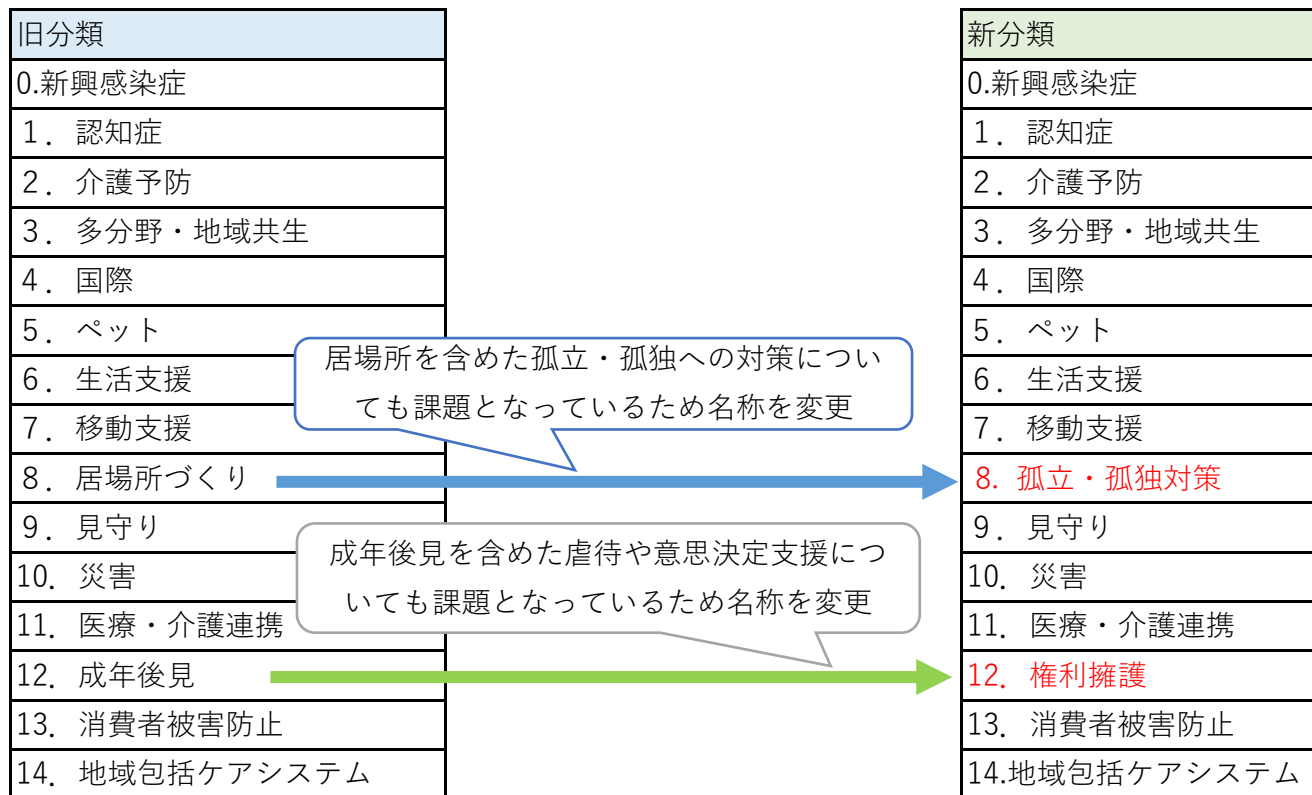 旧分類
0.新興感染症
１．認知症
２．介護予防
３．多分野・地域共生
４．国際
５．ペット
６．生活支援
７．移動支援
８．居場所づくり
９．見守り
10．災害
11．医療・介護連携
12．成年後見
13．消費者被害防止
14．地域包括ケアシステム
居場所を含めた孤立・孤独への対策につい
ても課題となっているため名称を変更
成年後見を含めた虐待や意思決定支援につ
いても課題となっているため名称を変更
新分類
0.新興感染症
１．認知症
２．介護予防
３．多分野・地域共生
４．国際
５．ペット
６．生活支援
７．移動支援
8. 孤立・孤独対策
９．見守り
10．災害
11．医療・介護連携
12．権利擁護
13．消費者被害防止
14.地域包括ケアシステム